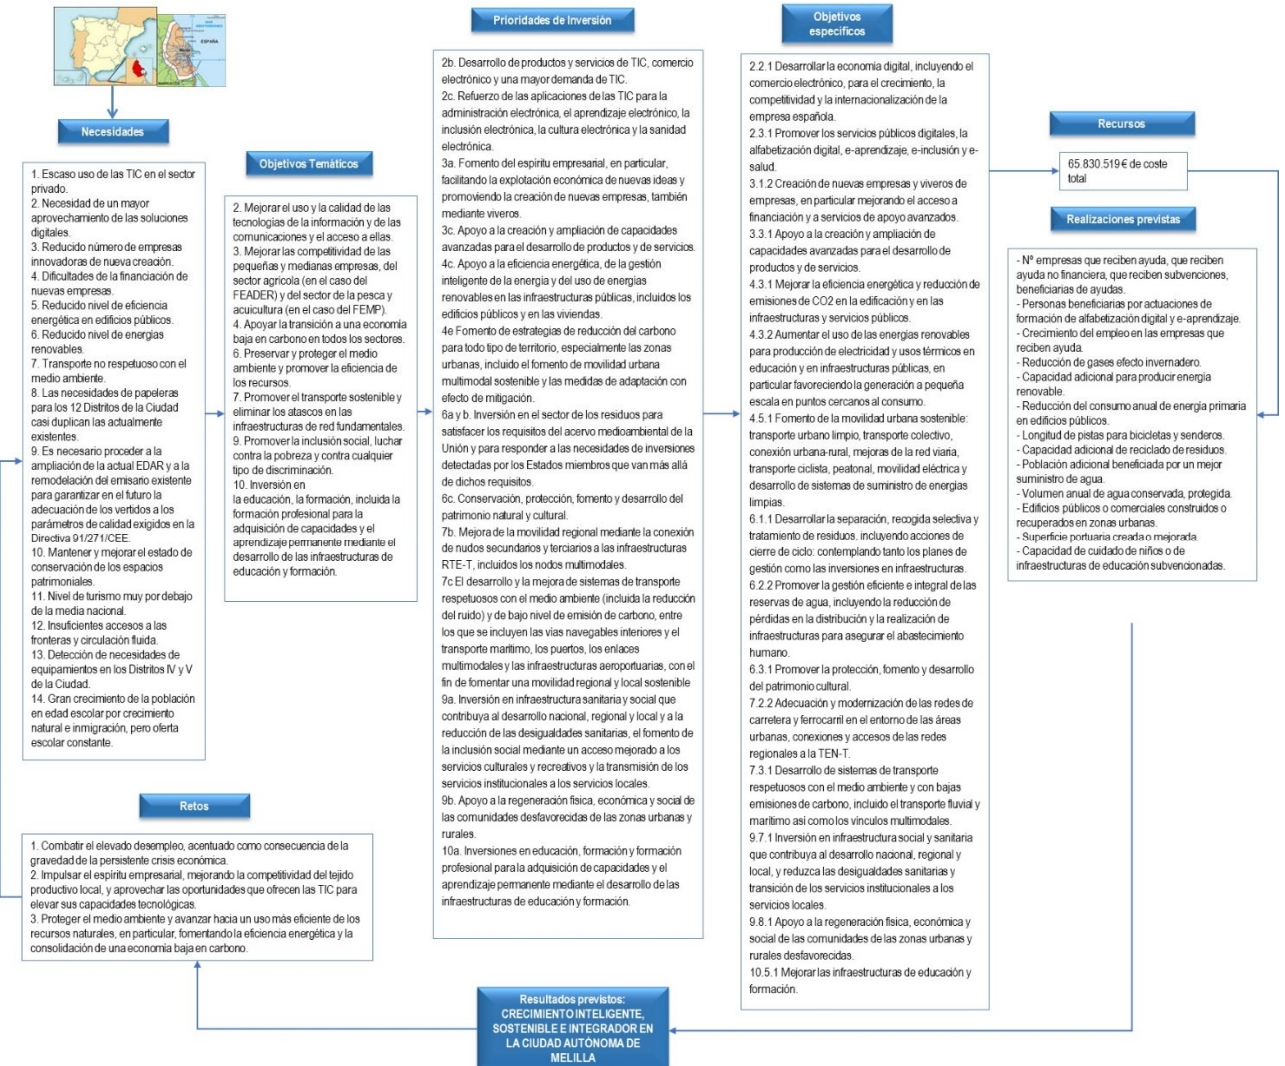 Necesidades
1. Escaso uso de las TIC en el sector
privado.
2. Necesidad de un mayor
aprovechamiento de las soluciones
digitales.
3. Reducido número de empresas
innovadoras de nueva creación.
4. Dificultades de la financiación de
nuevas empresas.
5. Reducido nivel de eficiencia
energética en edificios públicos.
6. Reducido nivel de energías
renovables.
7. Transporte no respetuoso con el
medio ambiente.
8. Las necesidades de papeleras
para los 12 Distritos de la Ciudad
casi duplican las actualmente
existentes.
9. Es necesario proceder a la
ampliación de la actual EDAR y a la
remodelación del emisario existente
para garantizar en el futuro la
adecuación de los vertidos a los
parámetros de calidad exigidos en la
Directiva 91/271/CEE.
10. Mantener y mejorar el estado de
conservación de los espacios
patrimoniales.
11. Nivel de turismo muy por debajo
de la media nacional.
12. Insuficientes accesos a las
fronteras y circulación fluida.
13. Detección de necesidades de
equipamientos en los Distritos IV y V
de la Ciudad.
14. Gran crecimiento de la población
en edad escolar por crecimiento
natural e inmigración, pero oferta
escolar constante.
Objetivos Temáticos
2. Mejorar el uso y la calidad de las
tecnologías de la información y de las
comunicaciones y el acceso a ellas.
3. Mejorar las competitividad de las
pequeñas y medianas empresas, del
sector agrícola (en el caso del
FEADER) y del sector de la pesca y
acuicultura (en el caso del FEMP).
4. Apoyar la transición a una economía
baja en carbono en todos los sectores.
6. Preservar y proteger el medio
ambiente y promover la eficiencia de
los recursos.
7. Promover el transporte sostenible y
eliminar los atascos en las
infraestructuras de red fundamentales.
9. Promover la inclusión social, luchar
contra la pobreza y contra cualquier
tipo de discriminación.
10. Inversión en
la educación, la formación, incluida la
formación profesional para la
adquisición de capacidades y el
aprendizaje permanente mediante el
desarrollo de las infraestructuras de
educación y formación.
Prioridades de Inversión
2b. Desarrollo de productos y servicios de TIC, comercio
electrónico y una mayor demanda de TIC.
2c. Refuerzo de las aplicaciones de las TIC para la
administración electrónica, el aprendizaje electrónico, la
inclusión electrónica, la cultura electrónica y la sanidad
electrónica.
3a. Fomento del espíritu empresarial, en particular,
facilitando la explotación económica de nuevas ideas y
promoviendo la creación de nuevas empresas, también
mediante viveros.
3c. Apoyo a la creación y ampliación de capacidades
avanzadas para el desarrollo de productos y de servicios.
4c. Apoyo a la eficiencia energética, de la gestión
inteligente de la energía y del uso de energías
renovables en las infraestructuras públicas, incluidos los
edificios públicos y en las viviendas.
4e Fomento de estrategias de reducción del carbono
para todo tipo de territorio, especialmente las zonas
urbanas, incluido el fomento de movilidad urbana
multimodal sostenible y las medidas de adaptación con
efecto de mitigación.
6a y b. Inversión en el sector de los residuos para
satisfacer los requisitos del acervo medioambiental de la
Unión y para responder a las necesidades de inversiones
detectadas por los Estados miembros que van más allá
de dichos requisitos.
6c. Conservación, protección, fomento y desarrollo del
patrimonio natural y cultural.
7b. Mejora de la movilidad regional mediante la conexión
de nudos secundarios y terciarios a las infraestructuras
RTE-T, incluidos los nodos multimodales.
7c El desarrollo y la mejora de sistemas de transporte
respetuosos con el medio ambiente (incluida la reducción
del ruido) y de bajo nivel de emisión de carbono, entre
los que se incluyen las vías navegables interiores y el
transporte marítimo, los puertos, los enlaces
multimodales y las infraestructuras aeroportuarias, con el
fin de fomentar una movilidad regional y local sostenible
9a. Inversión en infraestructura sanitaria y social que
contribuya al desarrollo nacional, regional y local y a la
reducción de las desigualdades sanitarias, el fomento de
la inclusión social mediante un acceso mejorado a los
servicios culturales y recreativos y la transmisión de los
servicios institucionales a los servicios locales.
9b. Apoyo a la regeneración física, económica y social de
las comunidades desfavorecidas de las zonas urbanas y
rurales.
10a. Inversiones en educación, formación y formación
profesional para la adquisición de capacidades y el
aprendizaje permanente mediante el desarrollo de las
infraestructuras de educación y formación.
Objetivos
específicos
2.2.1 Desarrollar la economía digital, incluyendo el
comercio electrónico, para el crecimiento, la
competitividad y la internacionalización de la
empresa española.
2.3.1 Promover los servicios públicos digitales, la
alfabetización digital, e-aprendizaje, e-inclusión y e-
salud.
3.1.2 Creación de nuevas empresas y viveros de
empresas, en particular mejorando el acceso a
financiación y a servicios de apoyo avanzados.
3.3.1 Apoyo a la creación y ampliación de
capacidades avanzadas para el desarrollo de
productos y de servicios.
4.3.1 Mejorar la eficiencia energética y reducción de
emisiones de CO2 en la edificación y en las
infraestructuras y servicios públicos.
4.3.2 Aumentar el uso de las energías renovables
para producción de electricidad y usos térmicos en
educación y en infraestructuras públicas, en
particular favoreciendo la generación a pequeña
escala en puntos cercanos al consumo.
4.5.1 Fomento de la movilidad urbana sostenible:
transporte urbano limpio, transporte colectivo,
conexión urbana-rural, mejoras de la red viaria,
transporte ciclista, peatonal, movilidad eléctrica y
desarrollo de sistemas de suministro de energías
limpias.
6.1.1 Desarrollar la separación, recogida selectiva y
tratamiento de residuos, incluyendo acciones de
cierre de ciclo: contemplando tanto los planes de
gestión como las inversiones en infraestructuras.
6.2.2 Promover la gestión eficiente e integral de las
reservas de agua, incluyendo la reducción de
pérdidas en la distribución y la realización de
infraestructuras para asegurar el abastecimiento
humano.
6.3.1 Promover la protección, fomento y desarrollo
del patrimonio cultural.
7.2.2 Adecuación y modernización de las redes de
carretera y ferrocarril en el entorno de las áreas
urbanas, conexiones y accesos de las redes
regionales a la TEN-T.
7.3.1 Desarrollo de sistemas de transporte
respetuosos con el medio ambiente y con bajas
emisiones de carbono, incluido el transporte fluvial y
marítimo así como los vínculos multimodales.
9.7.1 Inversión en infraestructura social y sanitaria
que contribuya al desarrollo nacional, regional y
local, y reduzca las desigualdades sanitarias y
transición de los servicios institucionales a los
servicios locales.
9.8.1 Apoyo a la regeneración física, económica y
social de las comunidades de las zonas urbanas y
rurales desfavorecidas.
10.5.1 Mejorar las infraestructuras de educación y
formación.
Recursos
65.830.519 € de coste
total
Realizaciones previstas
- Nº empresas que reciben ayuda, que reciben
ayuda no financiera, que reciben subvenciones,
beneficiarias de ayudas.
- Personas beneficiarias por actuaciones de
formación de alfabetización digital y e-aprendizaje.
- Crecimiento del empleo en las empresas que
reciben ayuda.
- Reducción de gases efecto invernadero.
- Capacidad adicional para producir energía
renovable.
- Reducción del consumo anual de energía primaria
en edificios públicos.
- Longitud de pistas para bicicletas y senderos.
- Capacidad adicional de reciclado de residuos.
- Población adicional beneficiada por un mejor
suministro de agua.
- Volumen anual de agua conservada, protegida.
- Edificios públicos o comerciales construidos o
recuperados en zonas urbanas.
- Superficie portuaria creada o mejorada.
- Capacidad de cuidado de niños o de
infraestructuras de educación subvencionadas.
Retos
1. Combatir el elevado desempleo, acentuado como consecuencia de la
gravedad de la persistente crisis económica.
2. Impulsar el espíritu empresarial, mejorando la competitividad del tejido
productivo local, y aprovechar las oportunidades que ofrecen las TIC para
elevar sus capacidades tecnológicas.
3. Proteger el medio ambiente y avanzar hacia un uso más eficiente de los
recursos naturales, en particular, fomentando la eficiencia energética y la
consolidación de una economía baja en carbono.
Resultados previstos:
CRECIMIENTO INTELIGENTE,
SOSTENIBLE E INTEGRADOR EN
LA CIUDAD AUTÓNOMA DE
MELILLA